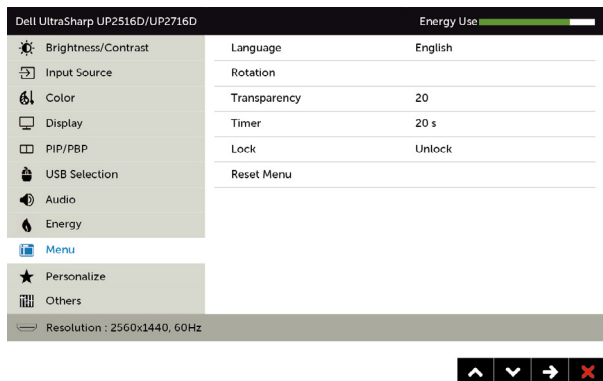 Dell UltraSharp UP2516D/UP2716D Energy Use
Brightness/Contrast Language English
Input Source Rotation
Color Transparency 20
Display Timer 20 s
PIP/PBP Lock Unlock
USB Selection Reset Menu
Audio
Energy
Menu
Personalize
Others
Resolution : 2560x1440, 60Hz